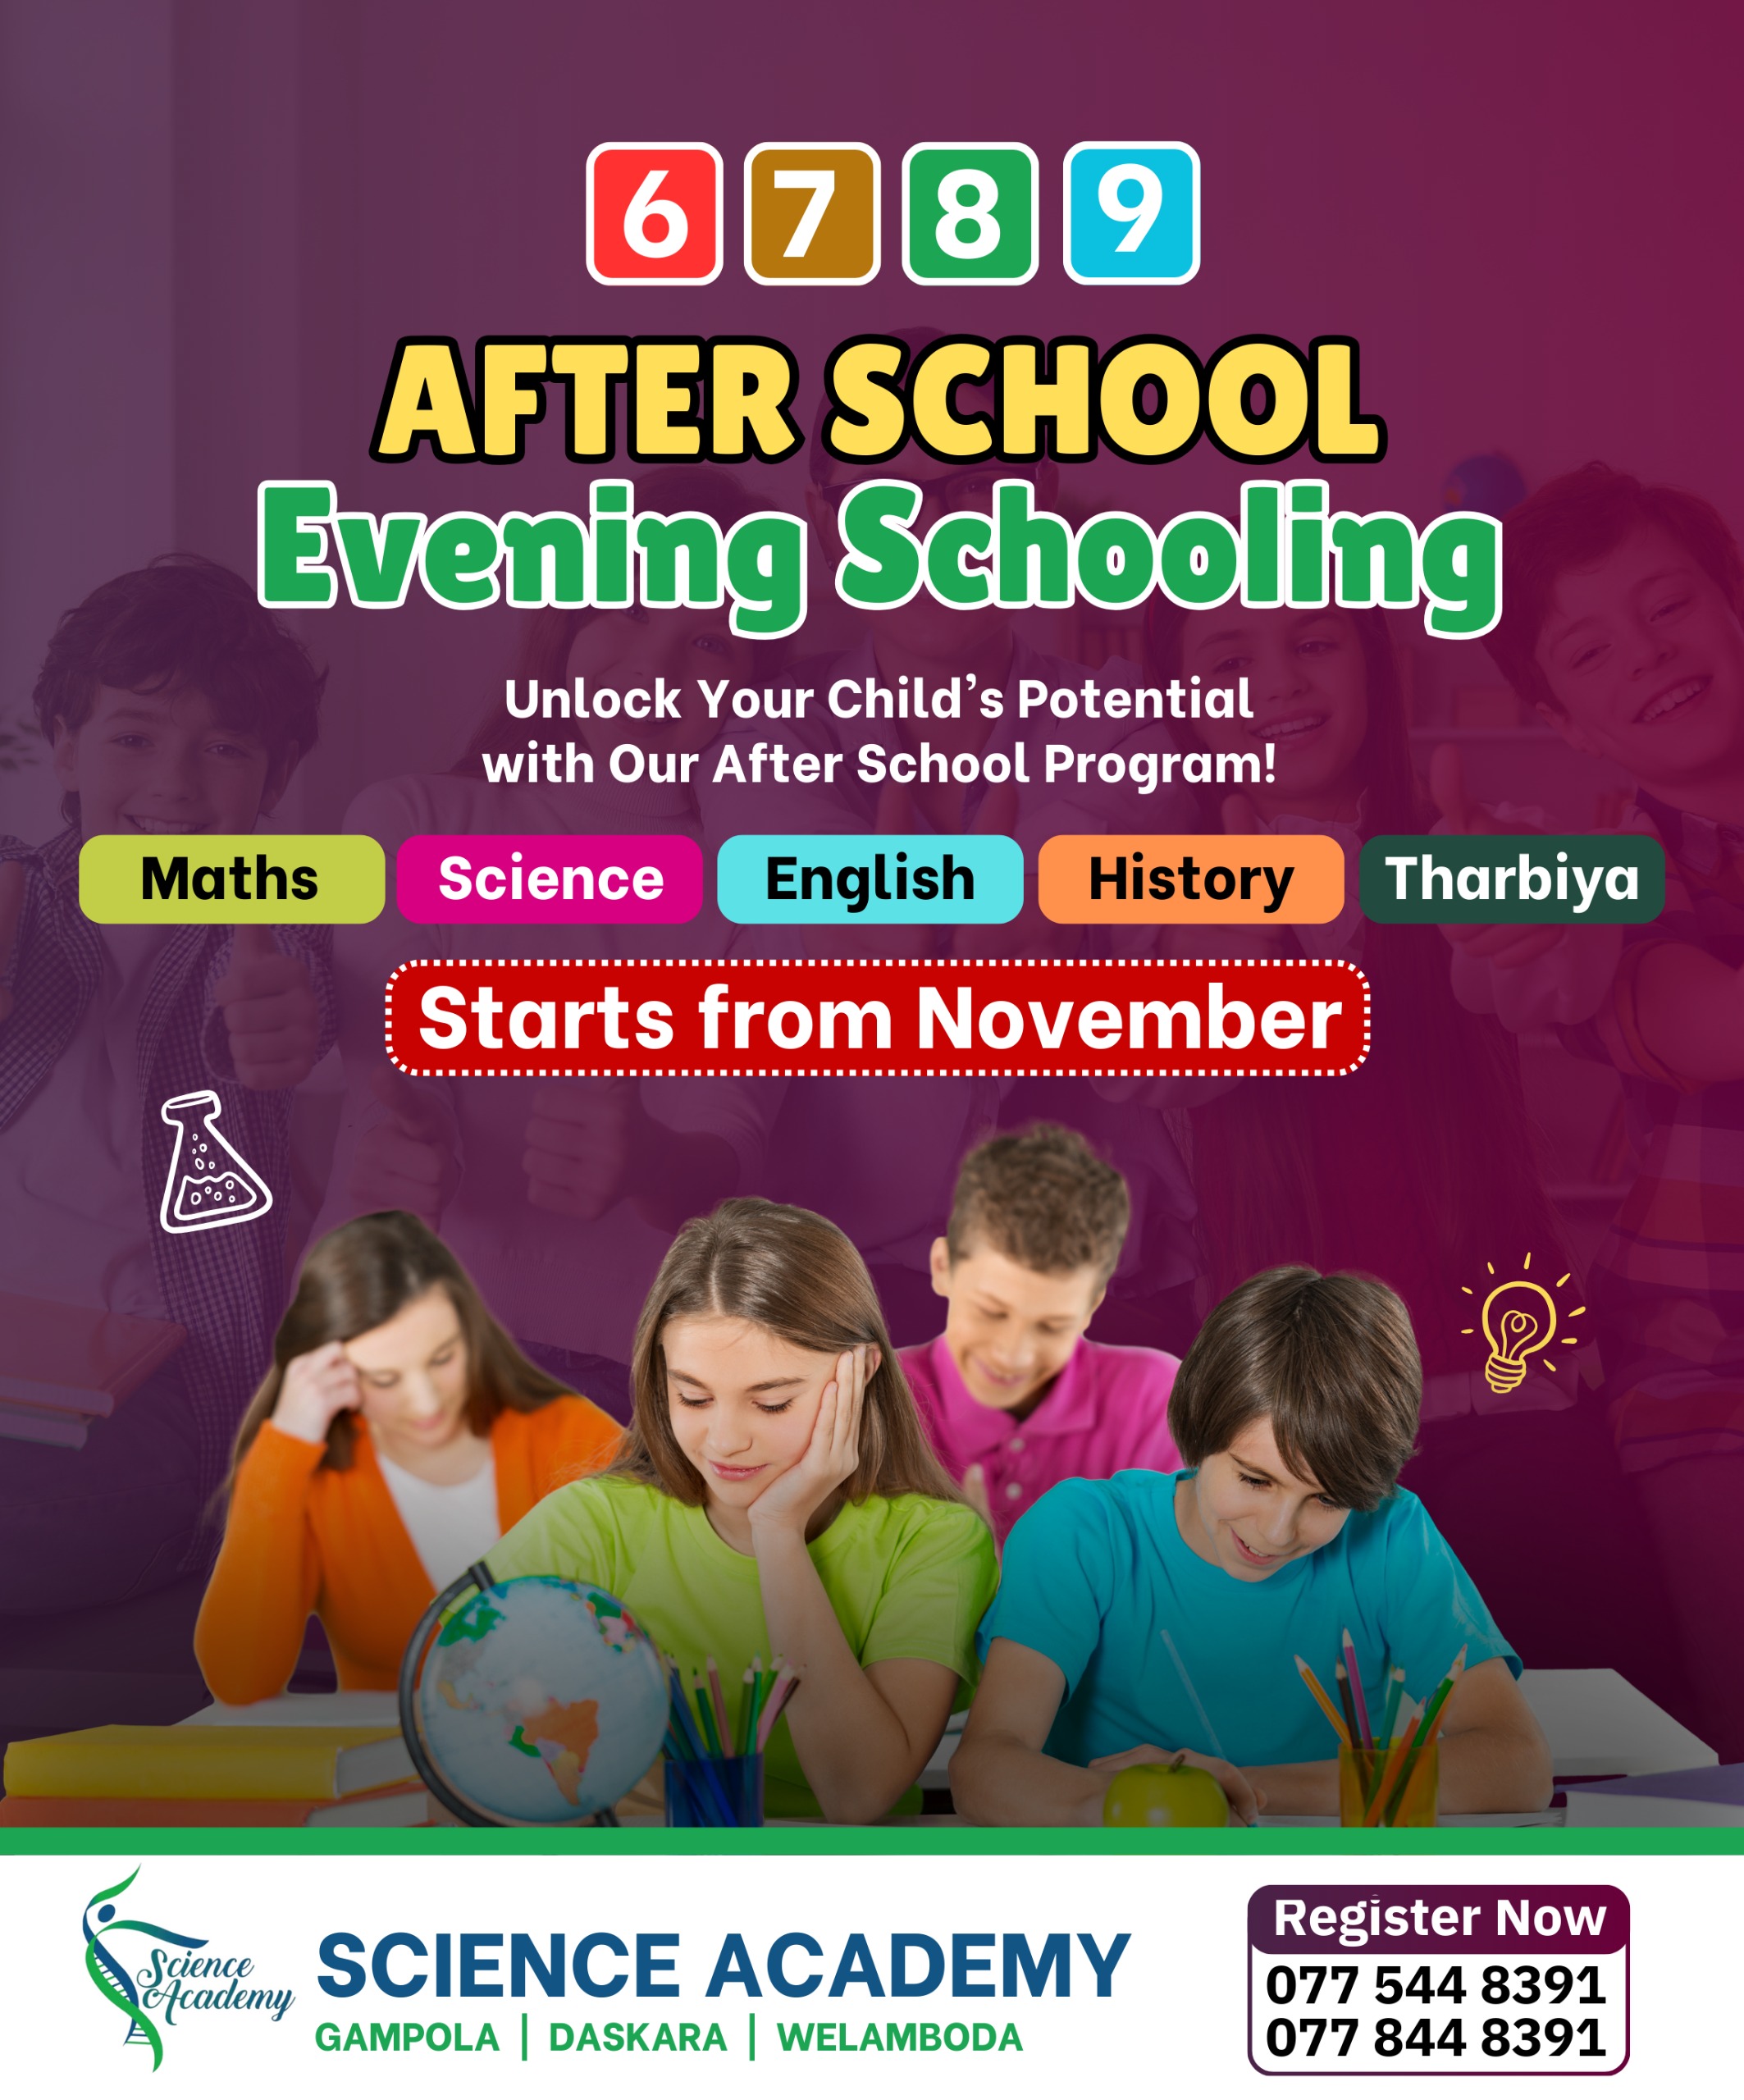 6 7 8 9
AFTER SCHOOL
Evening Schooling
Unlock Your Child's Potential
with Our After School Program!
Maths Science English History Tharbiya
Starts from November
Science
Academy
SCIENCE ACADEMY
GAMPOLA | DASKARA | WELAMBODA
Register Now
077 544 8391
077 844 8391